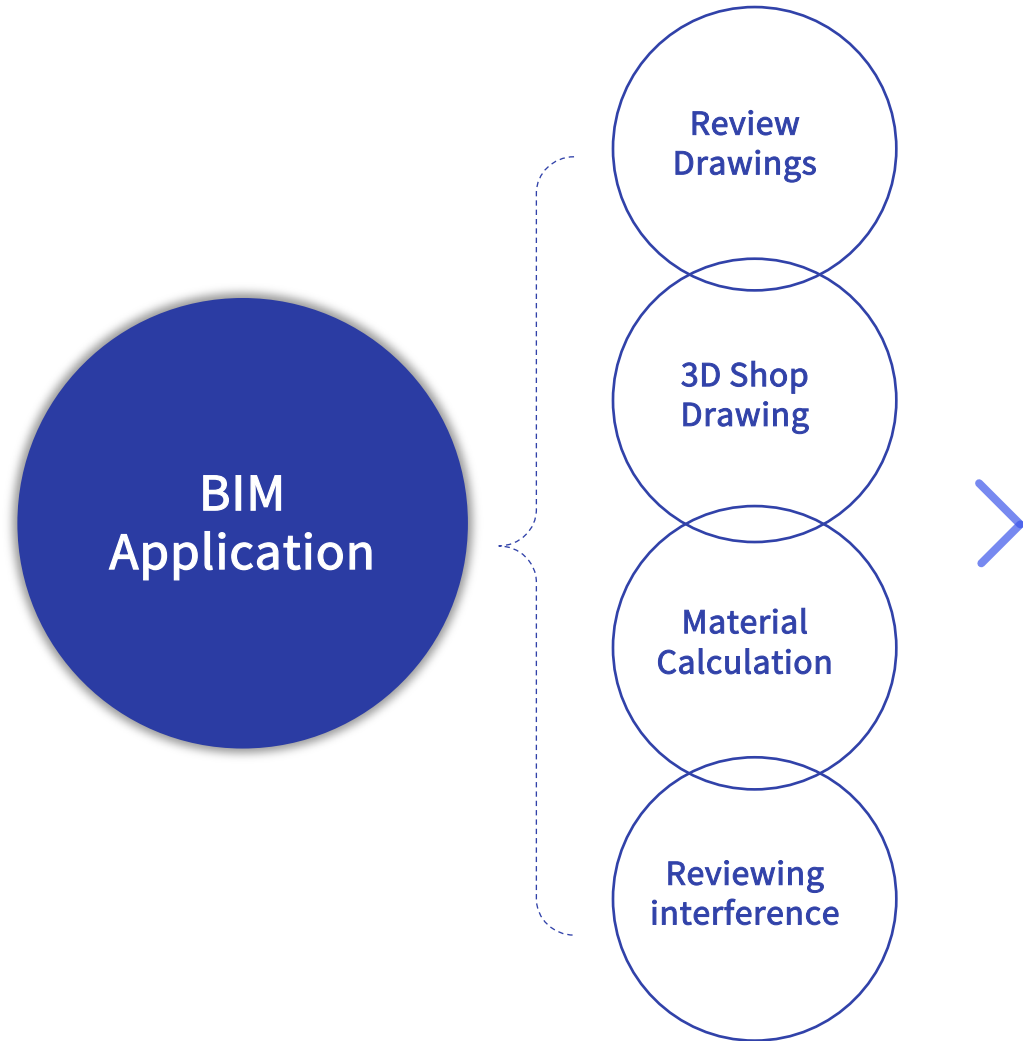 BIM
Application
Review
Drawings
3D Shop
Drawing
Material
Calculation
Reviewing
interference